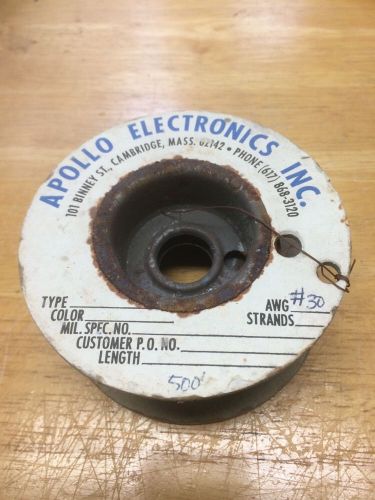 APOLLO ELECTRONICS INC.
101 BINNEY ST., CAMBRIDGE, MASS. 02142 • PHONE (617) 868-3120
TYPE
COLOR
MIL. SPEC. NO.
CUSTOMER P. O. NO.
LENGTH 500'
AWG #30
STRANDS